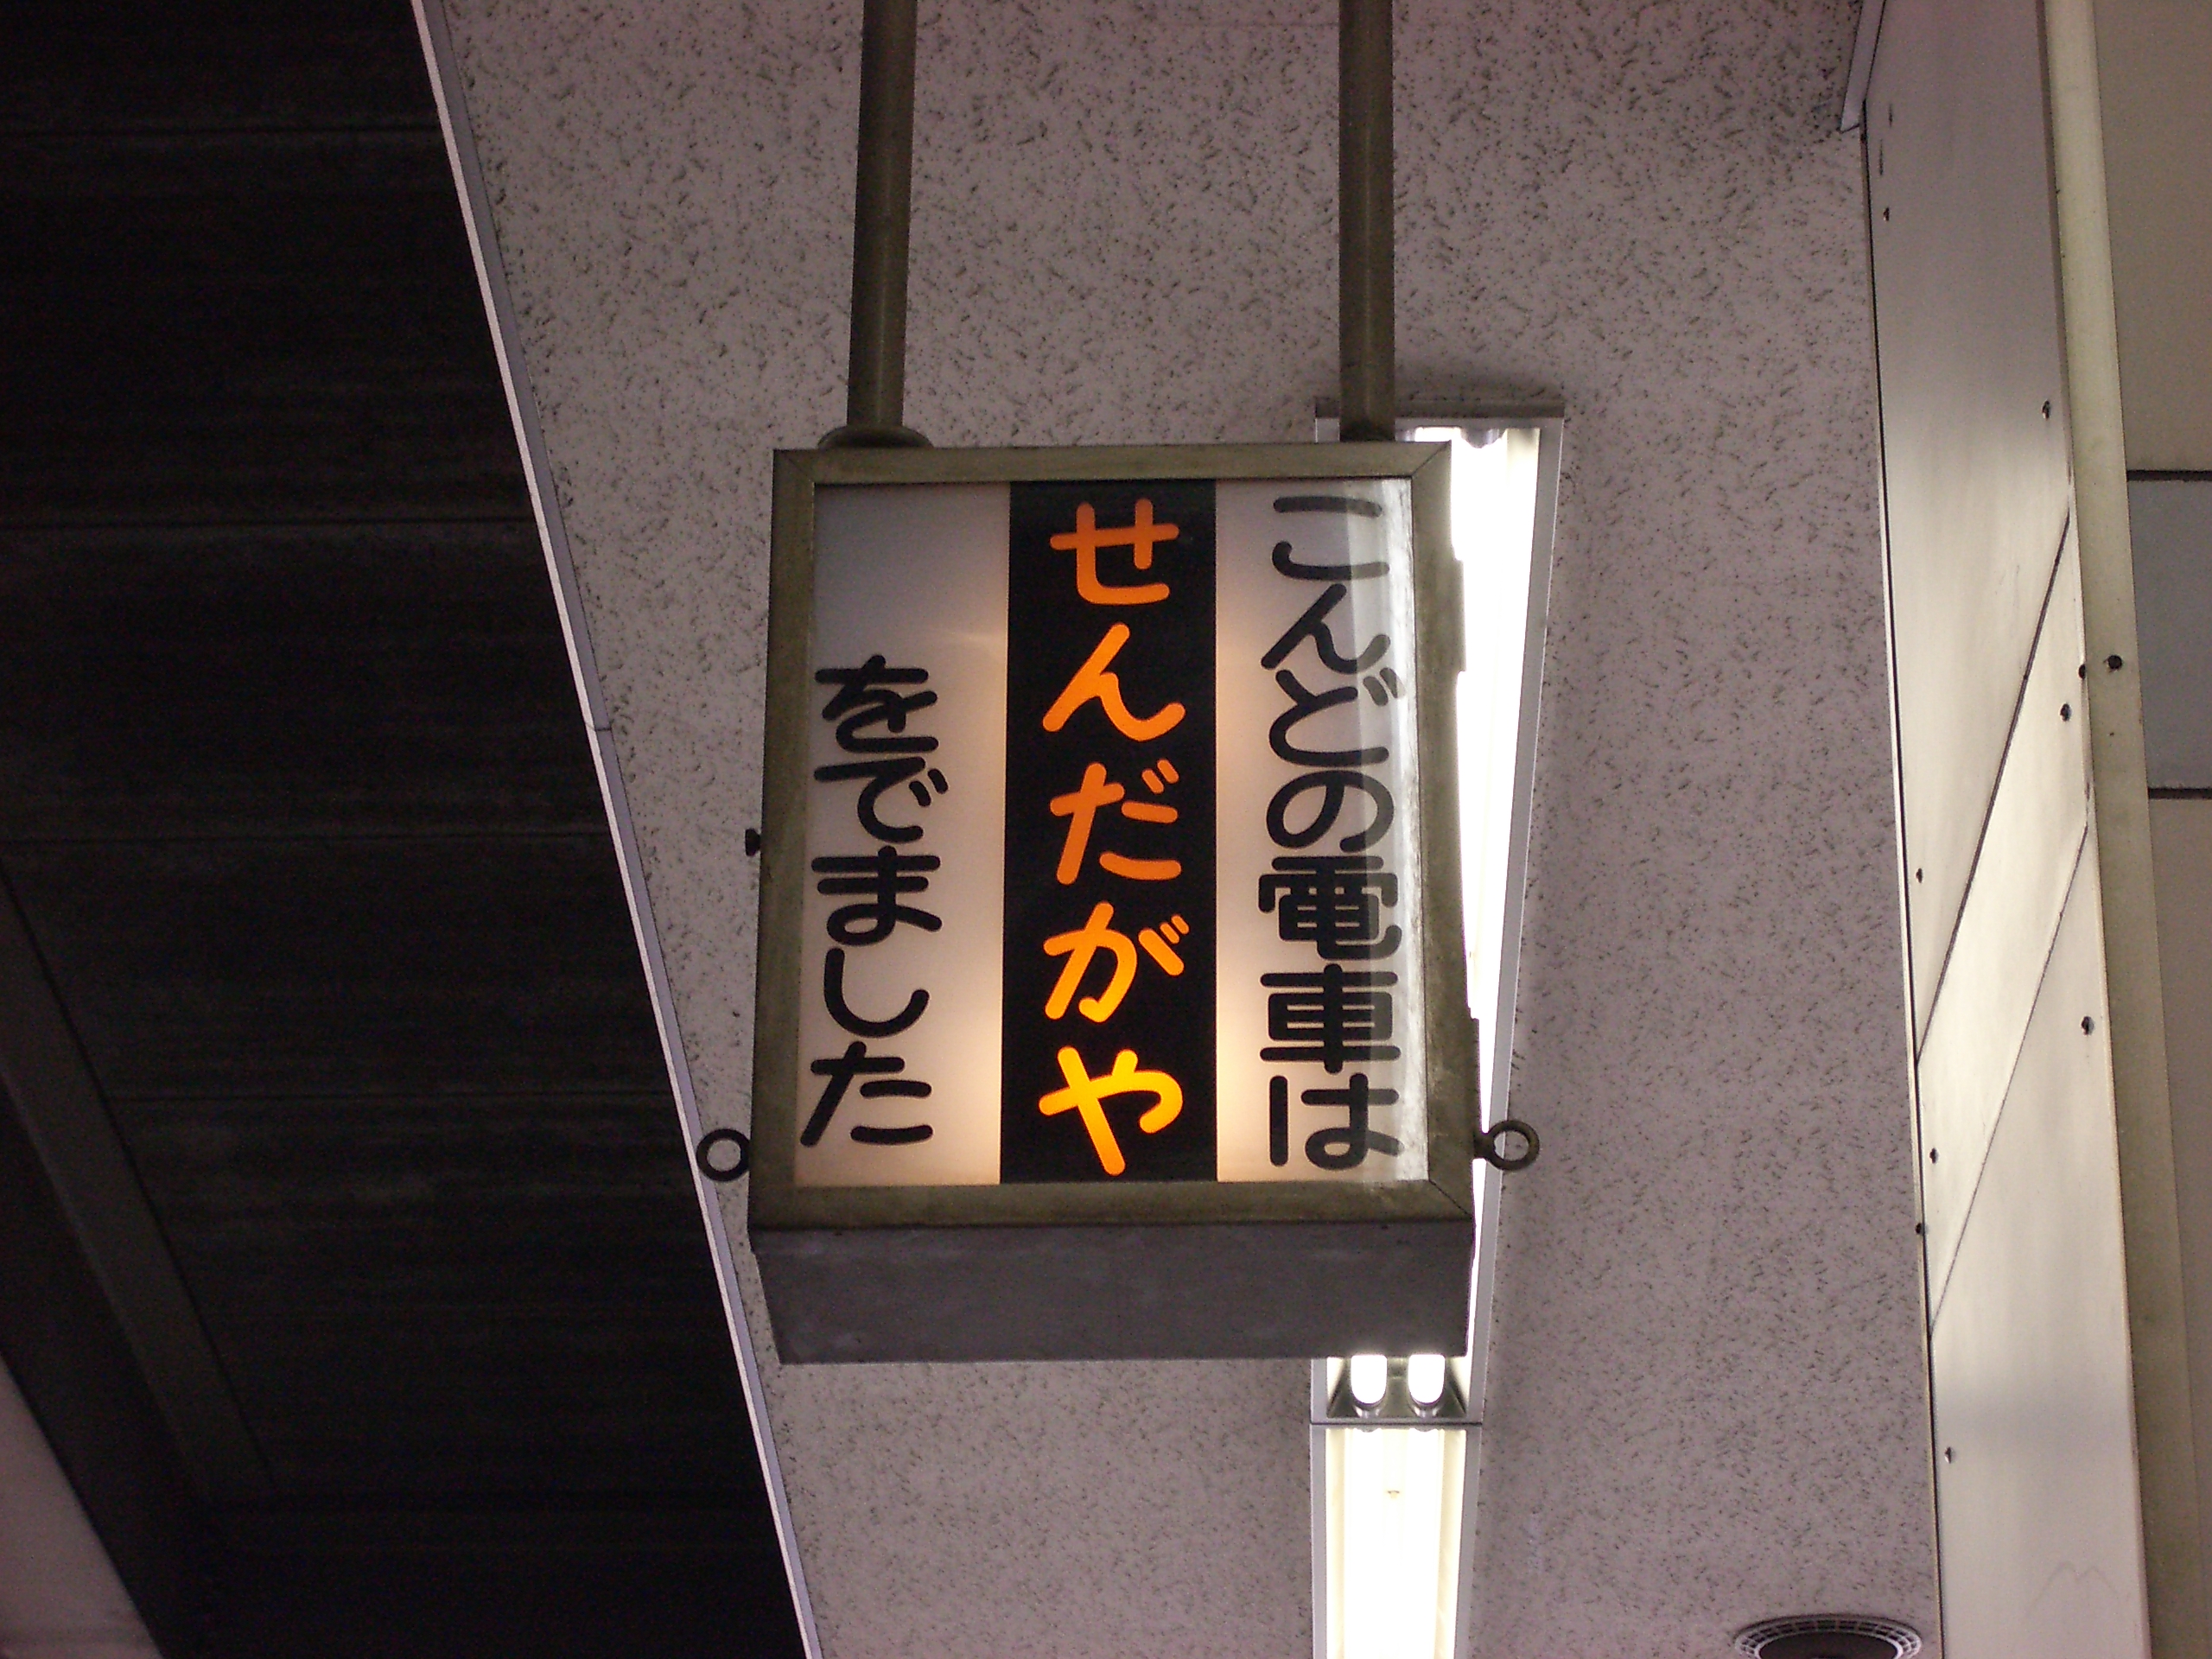 こんどの電車は
せんだがや
をでました